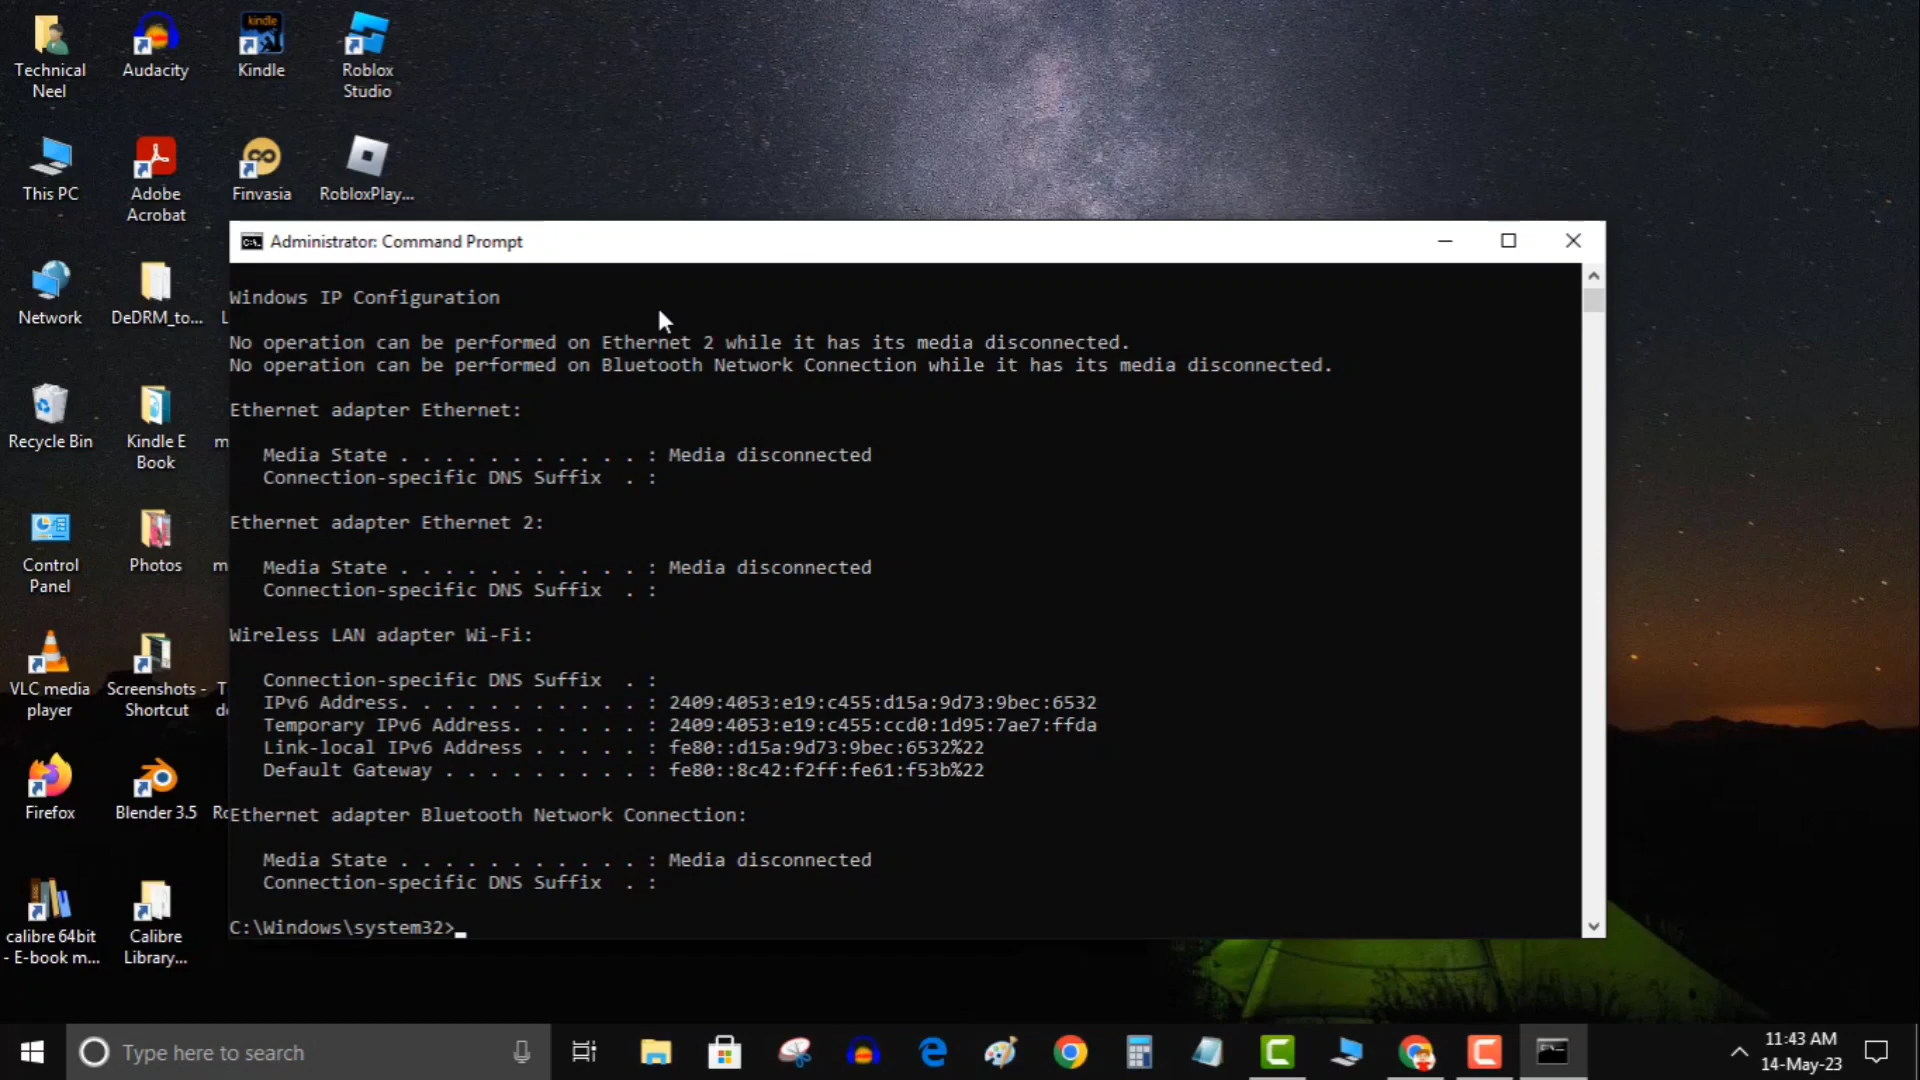 Technical
Neel
Audacity
kindle
Kindle
Roblox
Studio
This PC
Adobe
Acrobat
Finvasia
RobloxPlay...
Network
DeDRM_to...
L
Recycle Bin
Kindle E
Book
m
Control
Panel
Photos
m
VLC media
player
Screenshots -
Shortcut
T
d
Firefox
Blender 3.5
Ro
calibre 64bit
- E-book m...
Calibre
Library...
C:\.
Administrator: Command Prompt
Windows IP Configuration
No operation can be performed on Ethernet 2 while it has its media disconnected.
No operation can be performed on Bluetooth Network Connection while it has its media disconnected.
Ethernet adapter Ethernet:
Media State . . . . . . . . . . . : Media disconnected
Connection-specific DNS Suffix  . :
Ethernet adapter Ethernet 2:
Media State . . . . . . . . . . . : Media disconnected
Connection-specific DNS Suffix  . :
Wireless LAN adapter Wi-Fi:
Connection-specific DNS Suffix  . :
IPv6 Address. . . . . . . . . . . : 2409:4053:e19:c455:d15a:9d73:9bec:6532
Temporary IPv6 Address. . . . . . : 2409:4053:e19:c455:ccd0:1d95:7ae7:ffda
Link-local IPv6 Address . . . . . : fe80::d15a:9d73:9bec:6532%22
Default Gateway . . . . . . . . . : fe80::8c42:f2ff:fe61:f53b%22
Ethernet adapter Bluetooth Network Connection:
Media State . . . . . . . . . . . : Media disconnected
Connection-specific DNS Suffix  . :
C:\Windows\system32>
Type here to search
11:43 AM
14-May-23